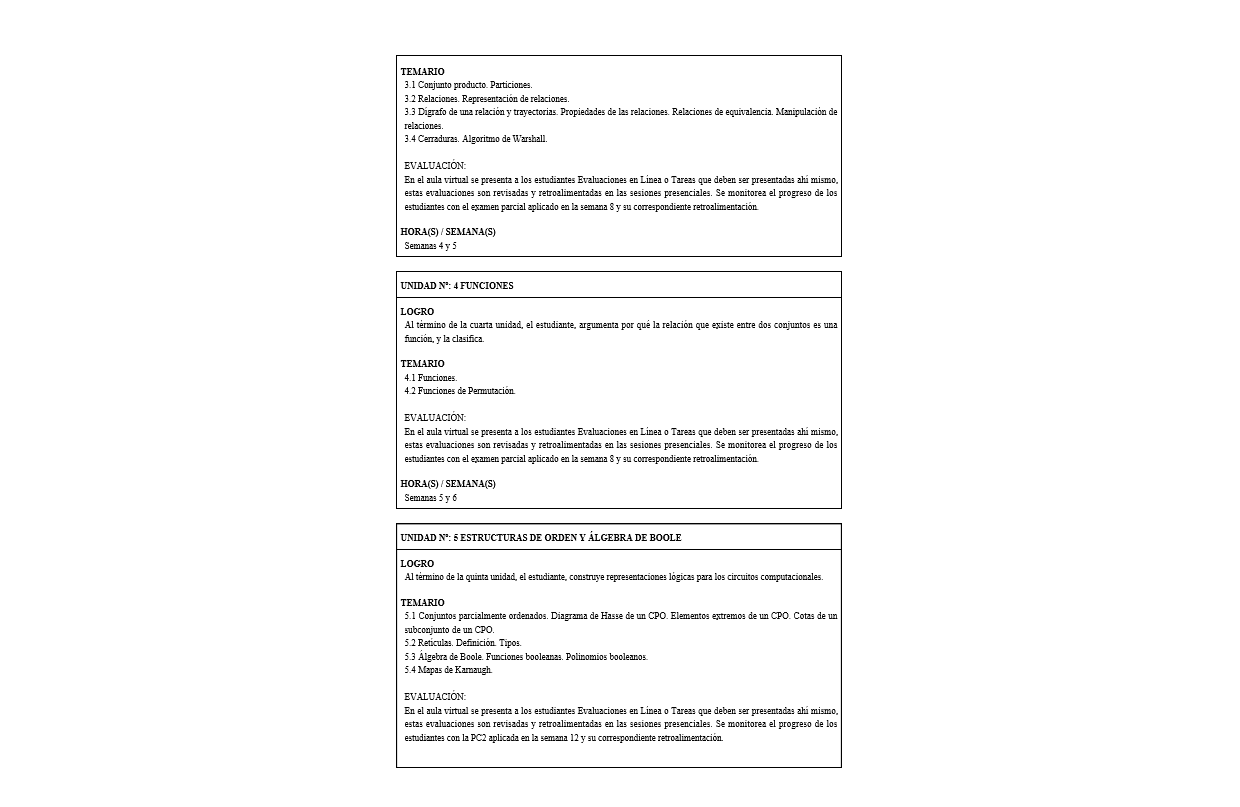 TEMARIO
3.1 Conjunto producto. Particiones.
3.2 Relaciones. Representación de relaciones.
3.3 Dígrafo de una relación y trayectorias. Propiedades de las relaciones. Relaciones de equivalencia. Manipulación de
relaciones.
3.4 Cerraduras. Algoritmo de Warshall.
EVALUACIÓN:
En el aula virtual se presenta a los estudiantes Evaluaciones en Línea o Tareas que deben ser presentadas ahí mismo,
estas evaluaciones son revisadas y retroalimentadas en las sesiones presenciales. Se monitorea el progreso de los
estudiantes con el examen parcial aplicado en la semana 8 y su correspondiente retroalimentación.
HORA(S) / SEMANA(S)
Semanas 4 y 5
UNIDAD Nº: 4 FUNCIONES
LOGRO
Al término de la cuarta unidad, el estudiante, argumenta por qué la relación que existe entre dos conjuntos es una
función, y la clasifica.
TEMARIO
4.1 Funciones.
4.2 Funciones de Permutación.
EVALUACIÓN:
En el aula virtual se presenta a los estudiantes Evaluaciones en Línea o Tareas que deben ser presentadas ahí mismo,
estas evaluaciones son revisadas y retroalimentadas en las sesiones presenciales. Se monitorea el progreso de los
estudiantes con el examen parcial aplicado en la semana 8 y su correspondiente retroalimentación.
HORA(S) / SEMANA(S)
Semanas 5 y 6
UNIDAD Nº: 5 ESTRUCTURAS DE ORDEN Y ÁLGEBRA DE BOOLE
LOGRO
Al término de la quinta unidad, el estudiante, construye representaciones lógicas para los circuitos computacionales.
TEMARIO
5.1 Conjuntos parcialmente ordenados. Diagrama de Hasse de un CPO. Elementos extremos de un CPO. Cotas de un
subconjunto de un CPO.
5.2 Retículas. Definición. Tipos.
5.3 Álgebra de Boole. Funciones booleanas. Polinomios booleanos.
5.4 Mapas de Karnaugh.
EVALUACIÓN:
En el aula virtual se presenta a los estudiantes Evaluaciones en Línea o Tareas que deben ser presentadas ahí mismo,
estas evaluaciones son revisadas y retroalimentadas en las sesiones presenciales. Se monitorea el progreso de los
estudiantes con la PC2 aplicada en la semana 12 y su correspondiente retroalimentación.